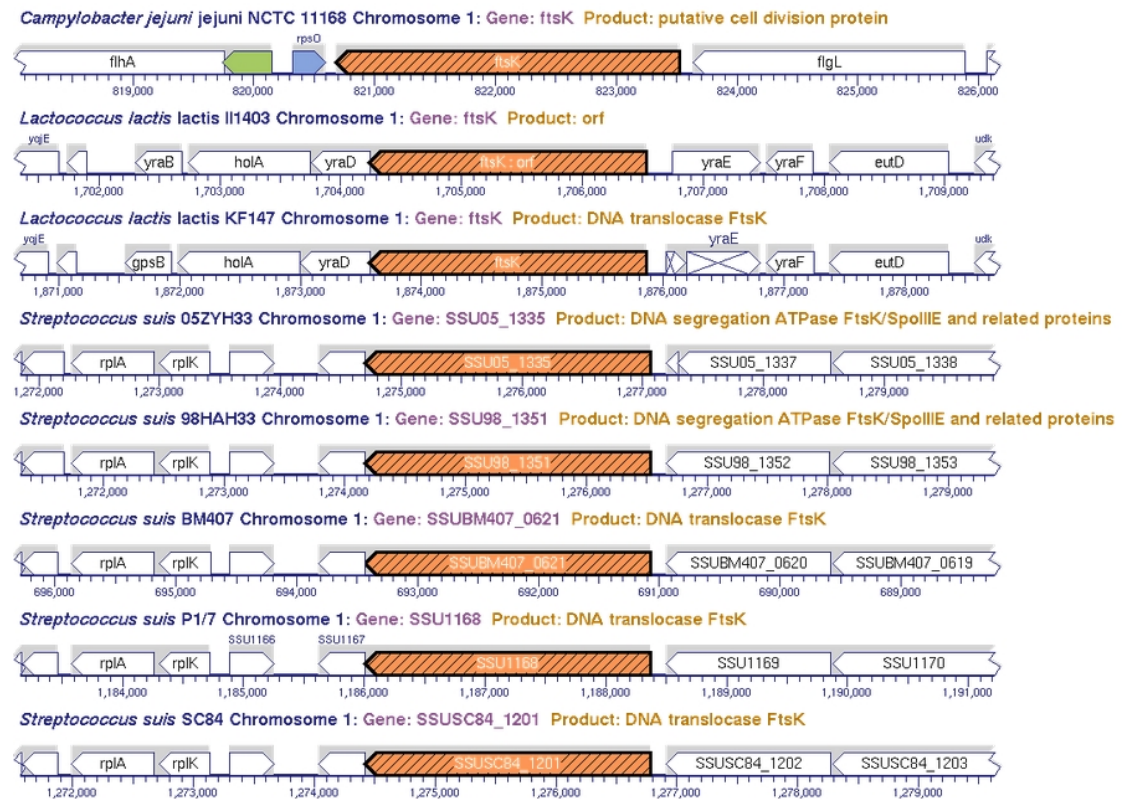 Campylobacter jejuni jejuni NCTC 11168 Chromosome 1: Gene: ftsK Product: putative cell division protein
rpsO
flhA ftsK flgL
819,000 820,000 821,000 822,000 823,000 824,000 825,000 826,000
Lactococcus lactis lactis Il1403 Chromosome 1: Gene: ftsK Product: orf
yqjE udk
yraB holA yraD ftsK : orf yraE yraF eutD
1,702,000 1,703,000 1,704,000 1,705,000 1,706,000 1,707,000 1,708,000 1,709,000
Lactococcus lactis lactis KF147 Chromosome 1: Gene: ftsK Product: DNA translocase FtsK
yqjE yraE udk
gpsB holA yraD ftsK yraF eutD
1,871,000 1,872,000 1,873,000 1,874,000 1,875,000 1,876,000 1,877,000 1,878,000
Streptococcus suis 05ZYH33 Chromosome 1: Gene: SSU05_1335 Product: DNA segregation ATPase FtsK/SpoIIIE and related proteins
rplA rplK SSU05_1335 SSU05_1337 SSU05_1338
1,272,000 1,273,000 1,274,000 1,275,000 1,276,000 1,277,000 1,278,000 1,279,000
Streptococcus suis 98HAH33 Chromosome 1: Gene: SSU98_1351 Product: DNA segregation ATPase FtsK/SpoIIIE and related proteins
rplA rplK SSU98_1351 SSU98_1352 SSU98_1353
1,272,000 1,273,000 1,274,000 1,275,000 1,276,000 1,277,000 1,278,000 1,279,000
Streptococcus suis BM407 Chromosome 1: Gene: SSUBM407_0621 Product: DNA translocase FtsK
rplA rplK SSUBM407_0621 SSUBM407_0620 SSUBM407_0619
696,000 695,000 694,000 693,000 692,000 691,000 690,000 689,000
Streptococcus suis P1/7 Chromosome 1: Gene: SSU1168 Product: DNA translocase FtsK
SSU1166 SSU1167
rplA rplK SSU1168 SSU1169 SSU1170
1,184,000 1,185,000 1,186,000 1,187,000 1,188,000 1,189,000 1,190,000 1,191,000
Streptococcus suis SC84 Chromosome 1: Gene: SSUSC84_1201 Product: DNA translocase FtsK
rplA rplK SSUSC84_1201 SSUSC84_1202 SSUSC84_1203
1,272,000 1,273,000 1,274,000 1,275,000 1,276,000 1,277,000 1,278,000 1,279,000